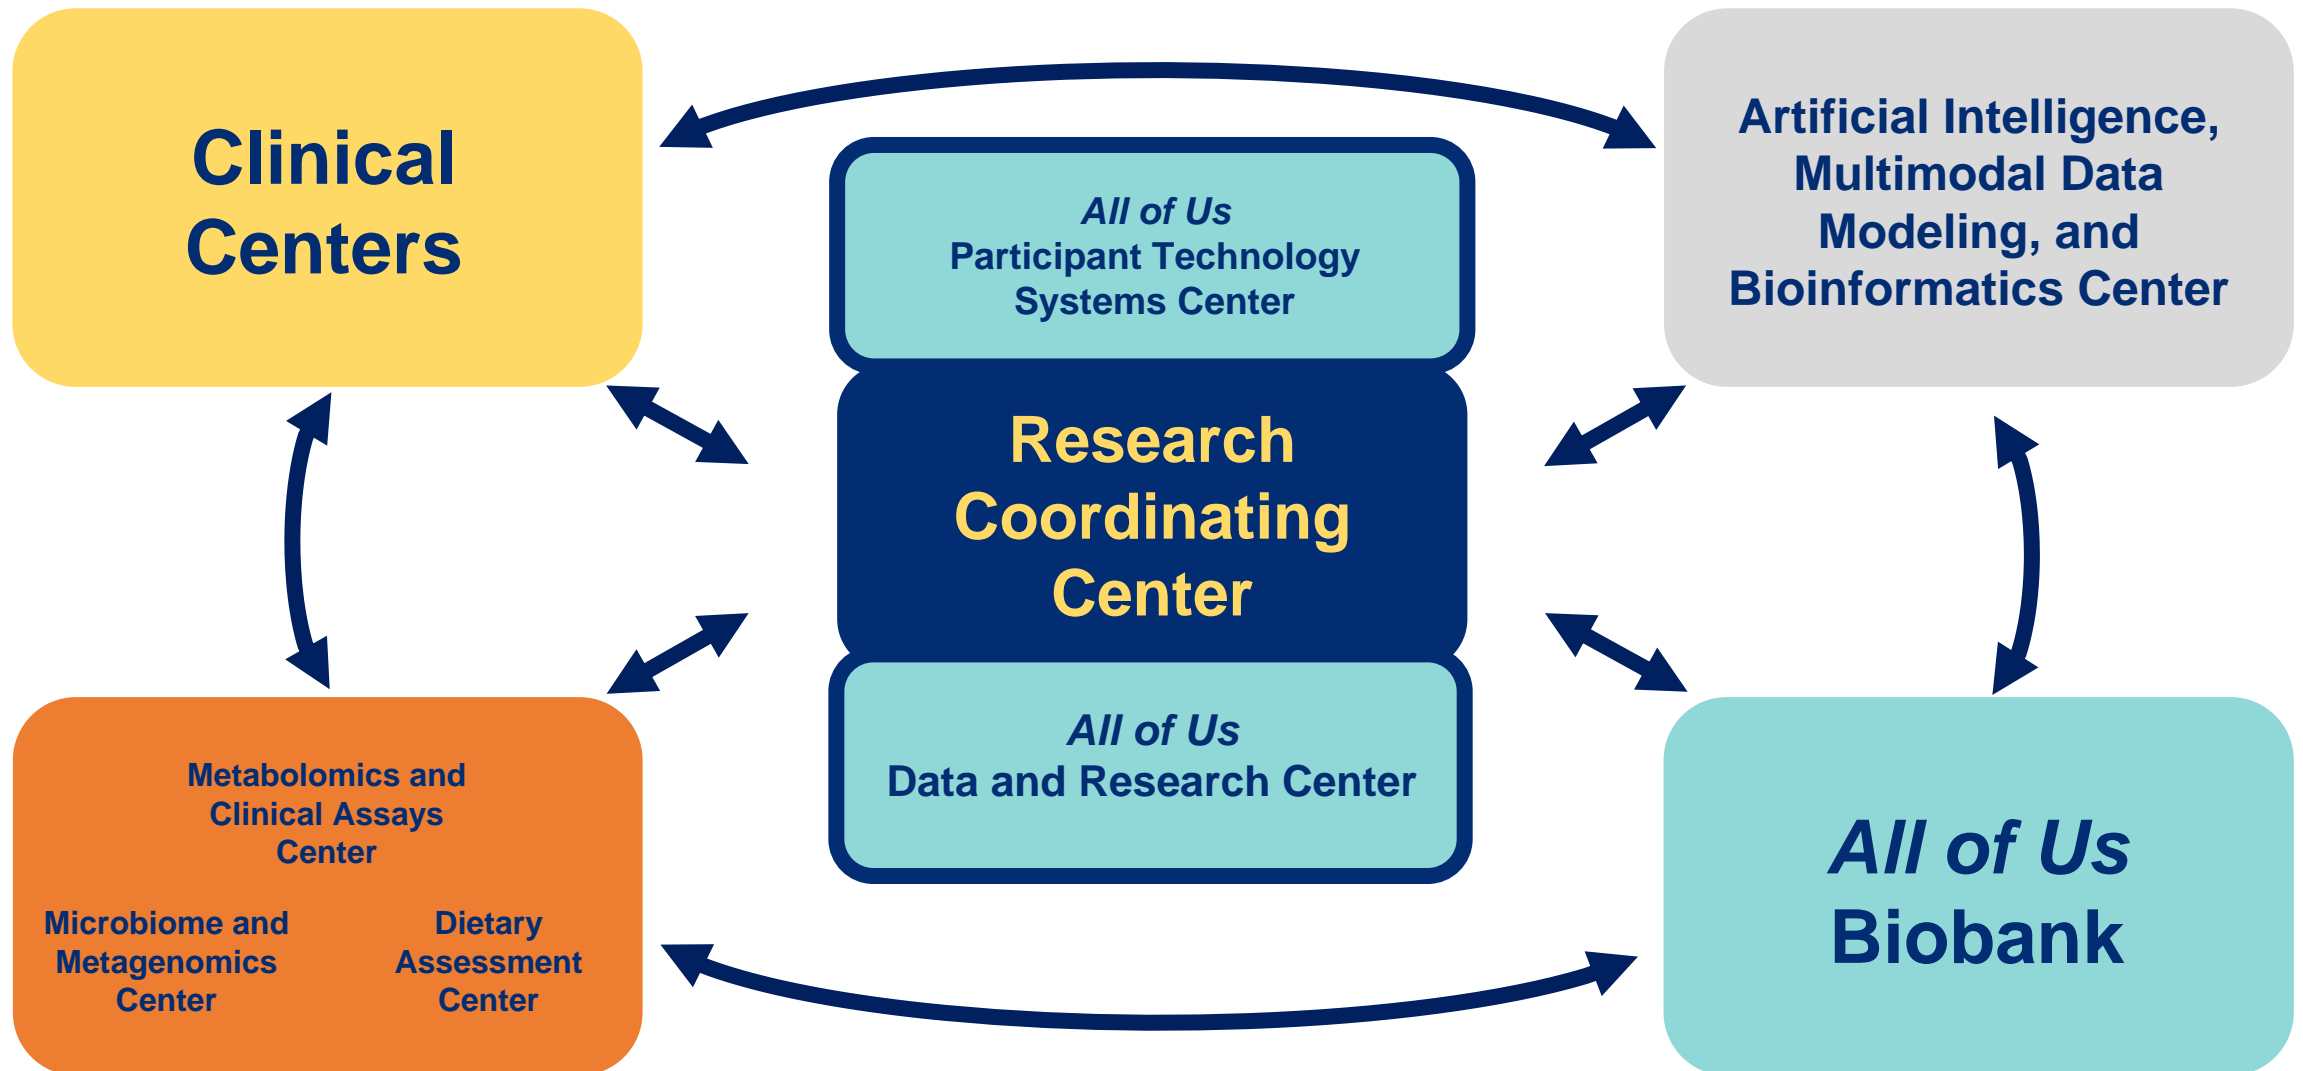 Clinical
Centers
All of Us
Participant Technology
Systems Center
Artificial Intelligence,
Multimodal Data
Modeling, and
Bioinformatics Center
Research
Coordinating
Center
Metabolomics and
Clinical Assays
Center
Microbiome and
Metagenomics
Center
Dietary
Assessment
Center
All of Us
Data and Research Center
All of Us
Biobank